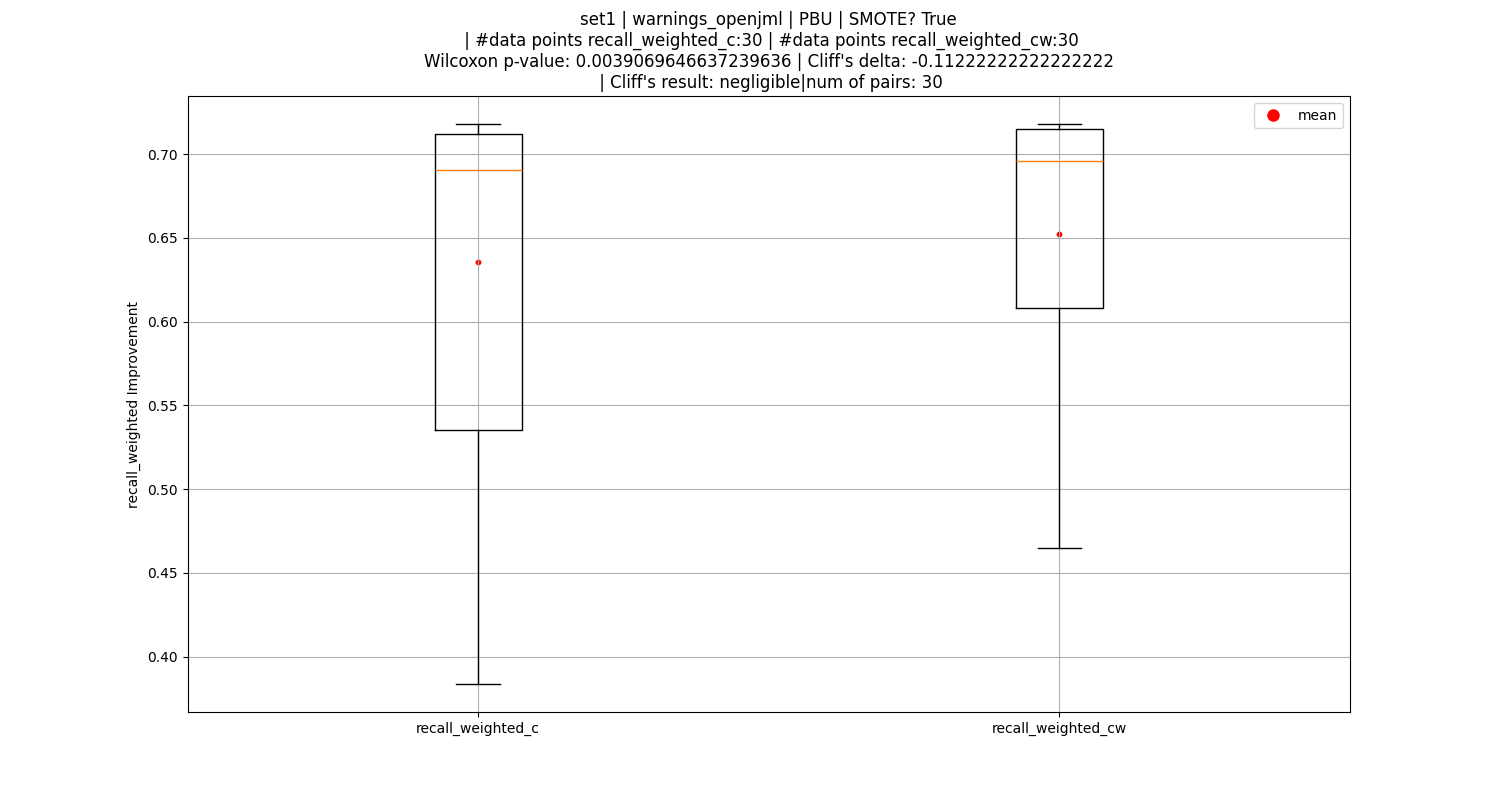 set1 | warnings_openjml | PBU | SMOTE? True
| #data points recall_weighted_c:30 | #data points recall_weighted_cw:30
Wilcoxon p-value: 0.0039069646637239636 | Cliff's delta: -0.11222222222222222
| Cliff's result: negligible|num of pairs: 30
mean
recall_weighted Improvement
0.70
0.65
0.60
0.55
0.50
0.45
0.40
recall_weighted_c
recall_weighted_cw